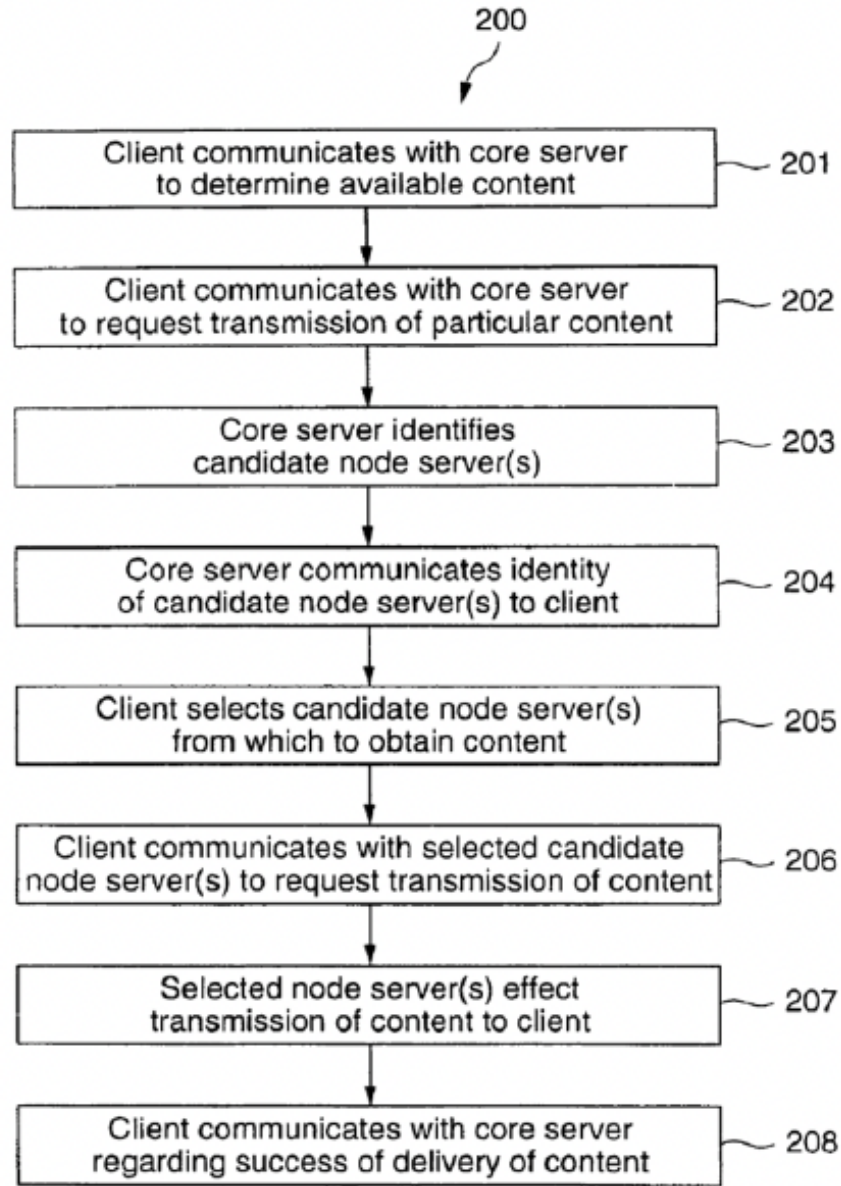 200
Client communicates with core server
to determine available content
201
Client communicates with core server
to request transmission of particular content
202
Core server identifies
candidate node server(s)
203
Core server communicates identity
of candidate node server(s) to client
204
Client selects candidate node server(s)
from which to obtain content
205
Client communicates with selected candidate
node server(s) to request transmission of content
206
Selected node server(s) effect
transmission of content to client
207
Client communicates with core server
regarding success of delivery of content
208